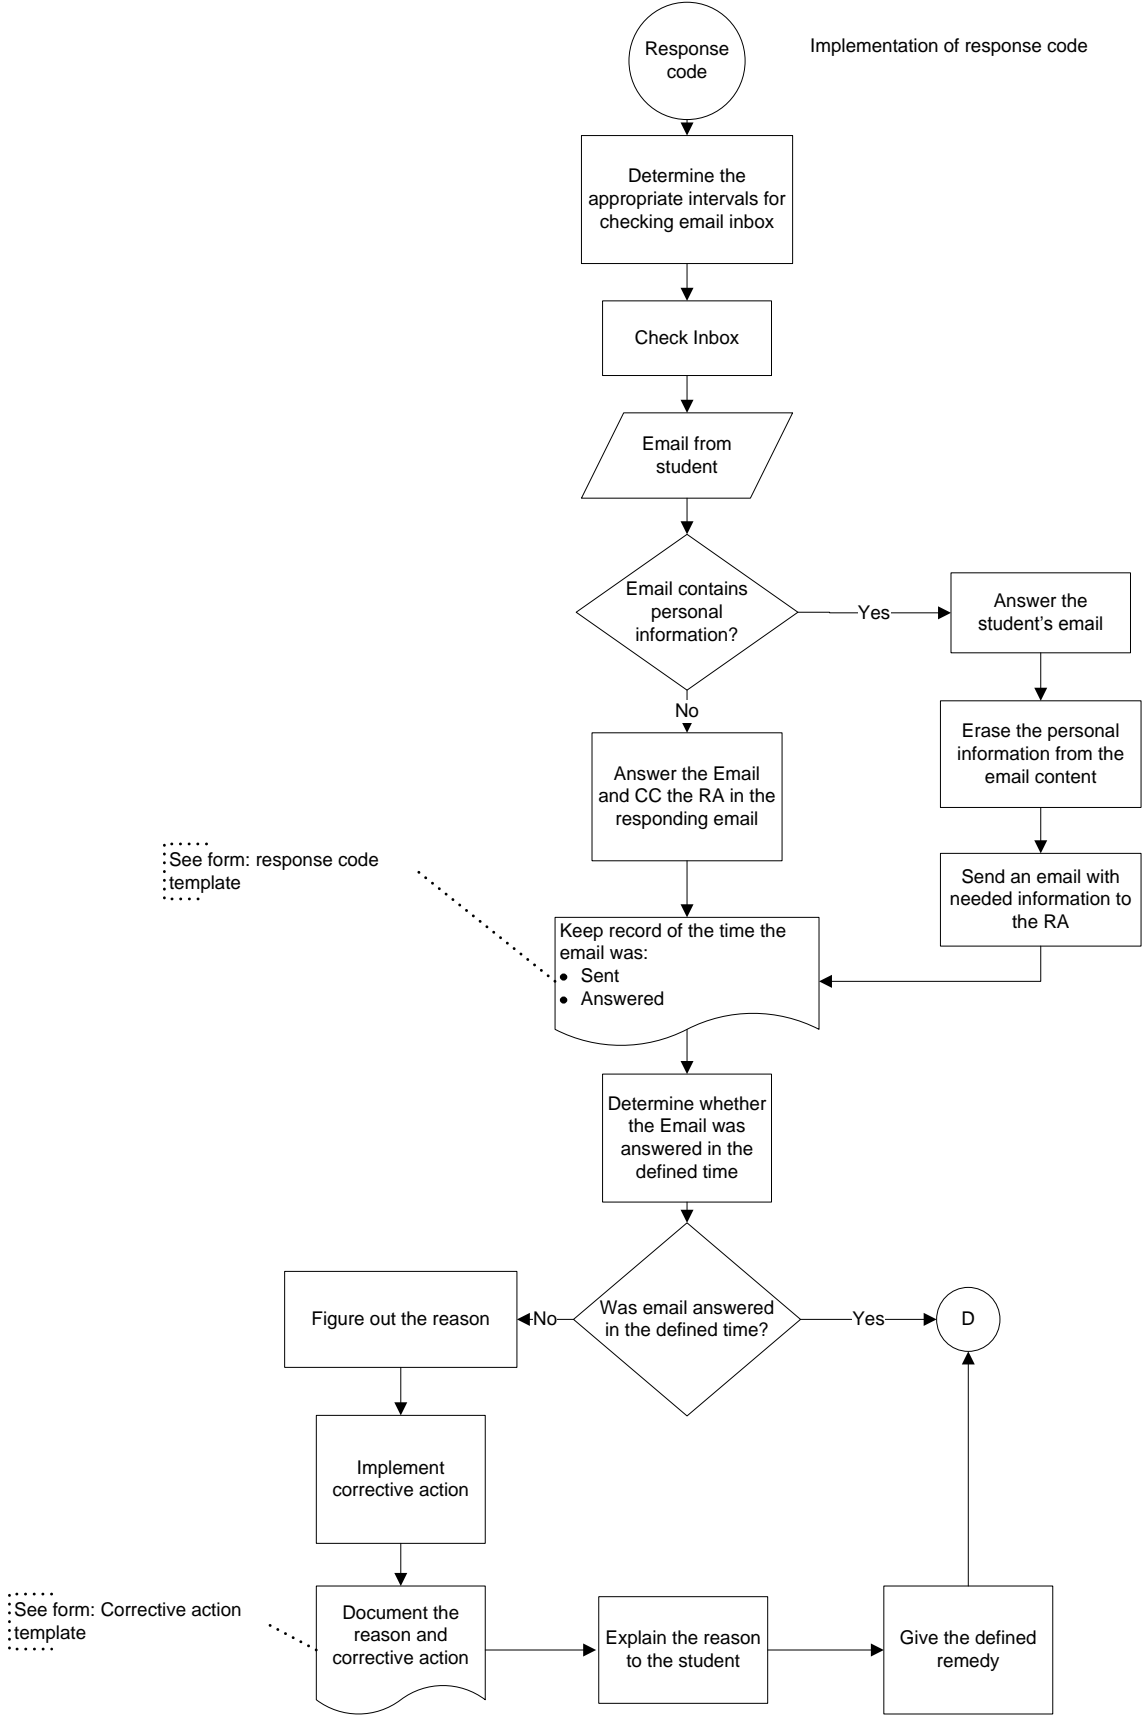 Response
code
Implementation of response code
Determine the
appropriate intervals for
checking email inbox
Check Inbox
Email from
student
Email contains
personal
information?
Yes
Answer the
student's email
No
Erase the personal
information from the
email content
Answer the Email
and CC the RA in the
responding email
See form: response code
template
Send an email with
needed information to
the RA
Keep record of the time the
email was:
● Sent
● Answered
Determine whether
the Email was
answered in the
defined time
Was email answered
in the defined time?
No
Yes
D
Figure out the reason
Implement
corrective action
See form: Corrective action
template
Document the
reason and
corrective action
Explain the reason
to the student
Give the defined
remedy